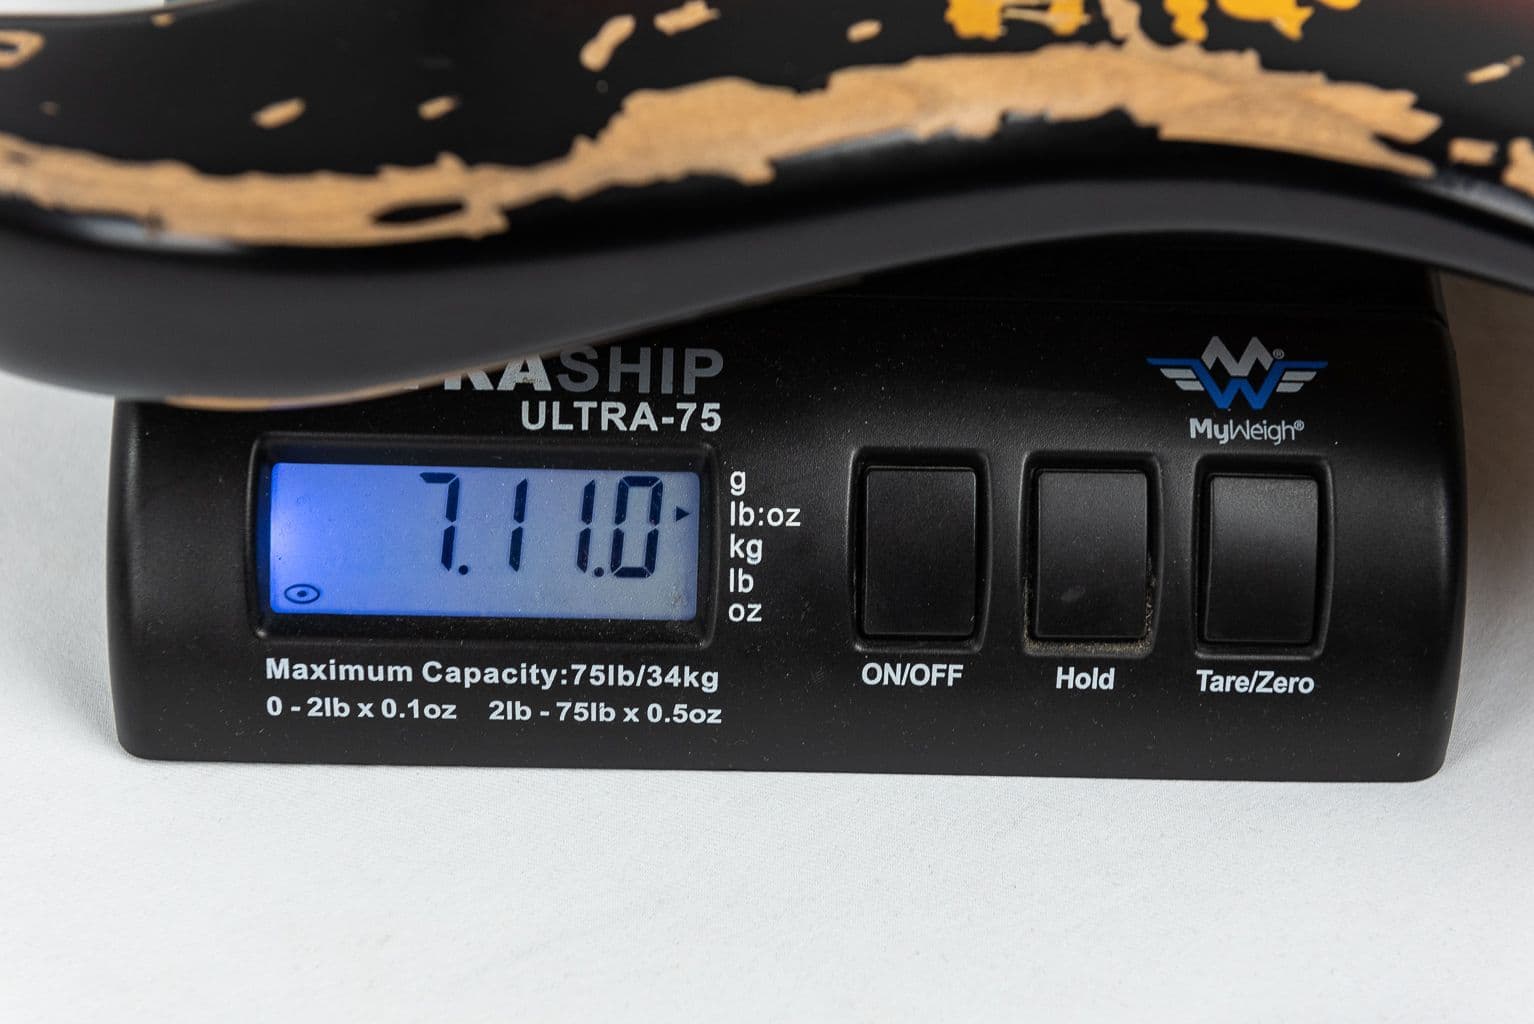 RASHIP
ULTRA-75
MyWeigh®
7.11.0
g
lb:oz
kg
lb
oz
Maximum Capacity:75lb/34kg
0 - 2lb x 0.1oz 2lb - 75lb x 0.5oz
ON/OFF
Hold
Tare/Zero